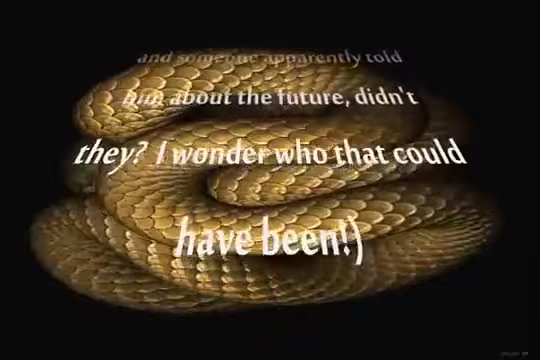 and someone apparently told
him about the future, didn't
they? I wonder who that could
have been!)